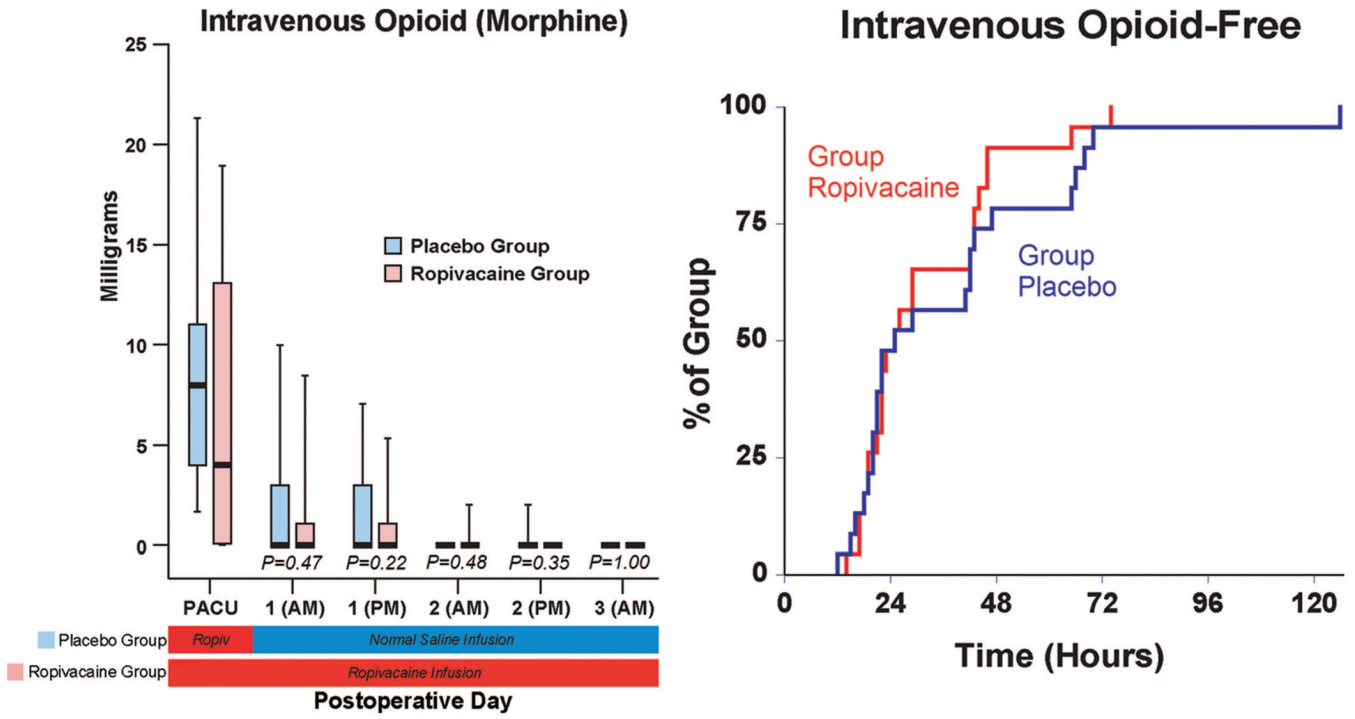 Intravenous Opioid (Morphine)
25
20
15
10
5
0
Milligrams
Placebo Group
Ropivacaine Group
P=0.47
P=0.22
P=0.48
P=0.35
P=1.00
PACU
1 (AM)
1 (PM)
2 (AM)
2 (PM)
3 (AM)
Placebo Group
Ropiv
Normal Saline Infusion
Ropivacaine Group
Ropivacaine Infusion
Postoperative Day
Intravenous Opioid-Free
100
75
50
25
0
% of Group
Group
Ropivacaine
Group
Placebo
0
24
48
72
96
120
Time (Hours)